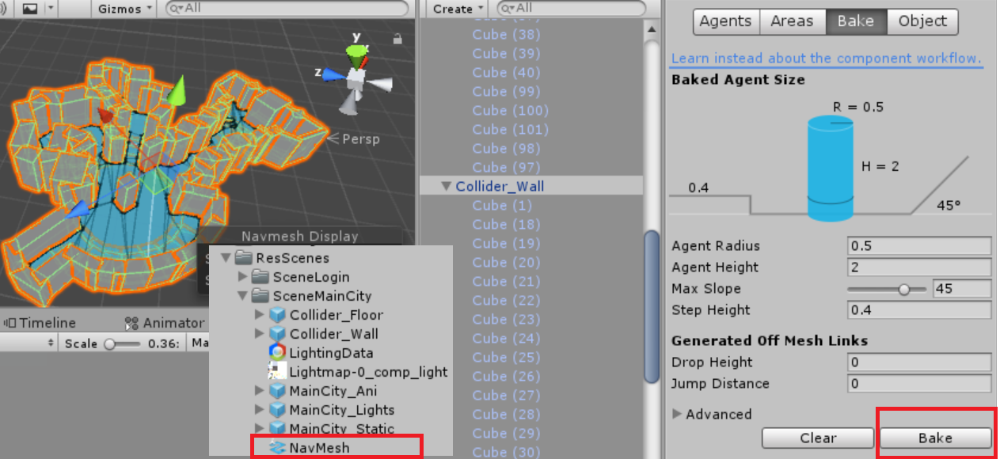 Gizmos
All
y
x
z
Persp
Navmesh Display
ResScenes
SceneLogin
SceneMainCity
Collider_Floor
Collider_Wall
LightingData
Lightmap-0_comp_light
MainCity_Ani
MainCity_Lights
MainCity_Static
NavMesh
Timeline
Animator
Scale 0.36: Ma
Create
All
Cube (38)
Cube (39)
Cube (40)
Cube (99)
Cube (100)
Cube (101)
Cube (98)
Cube (97)
Collider_Wall
Cube (1)
Cube (18)
Cube (19)
Cube (20)
Cube (21)
Cube (22)
Cube (23)
Cube (24)
Cube (25)
Cube (26)
Cube (27)
Cube (28)
Cube (29)
Cube (30)
Agents Areas Bake Object
Learn instead about the component workflow.
Baked Agent Size
R = 0.5
H = 2
0.4
45°
Agent Radius 0.5
Agent Height 2
Max Slope 45
Step Height 0.4
Generated Off Mesh Links
Drop Height 0
Jump Distance 0
Advanced
Clear Bake